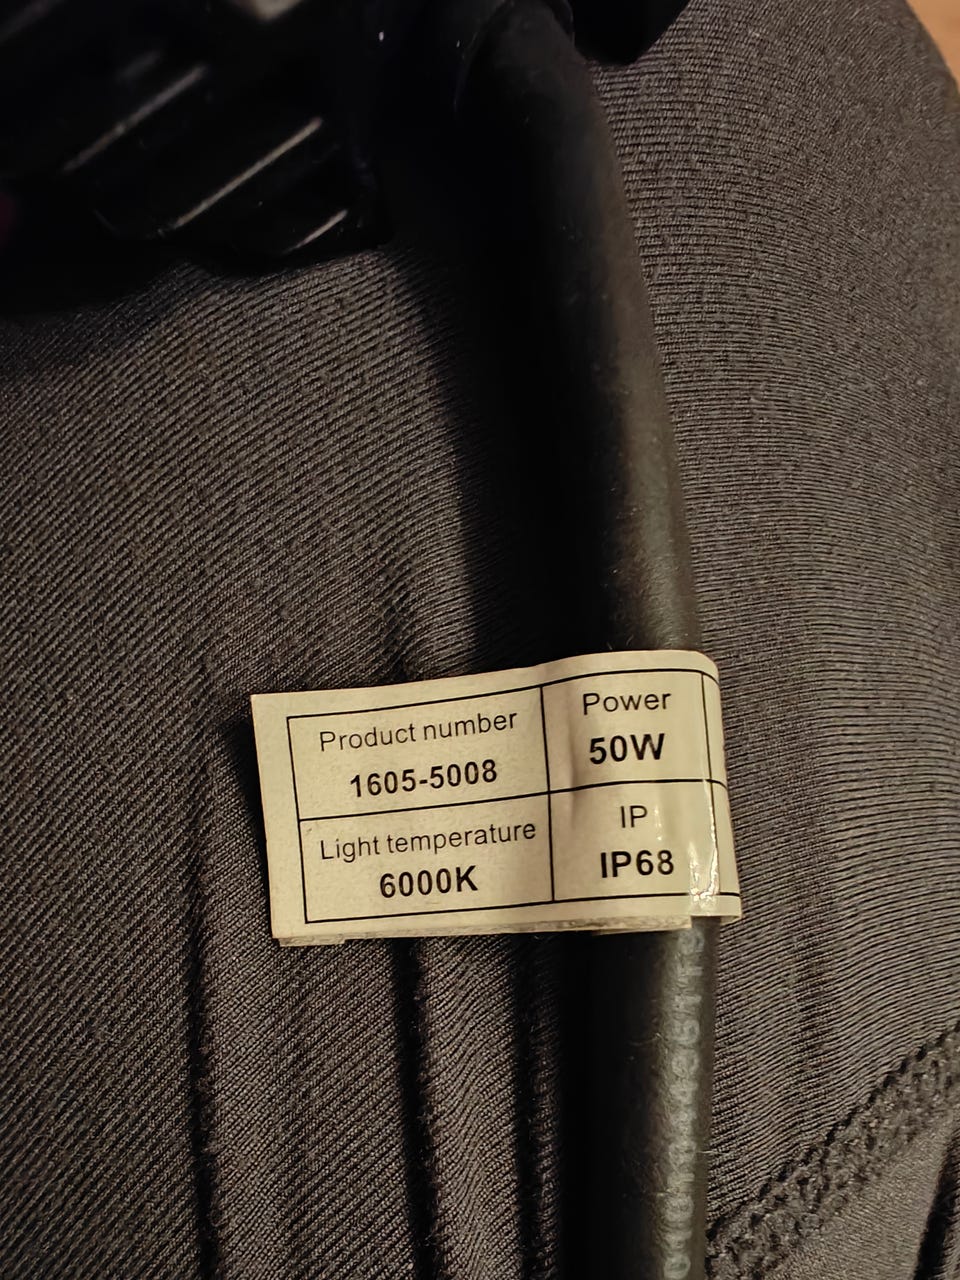 Product number
1605-5008
Power
50W
Light temperature
6000K
IP
IP68